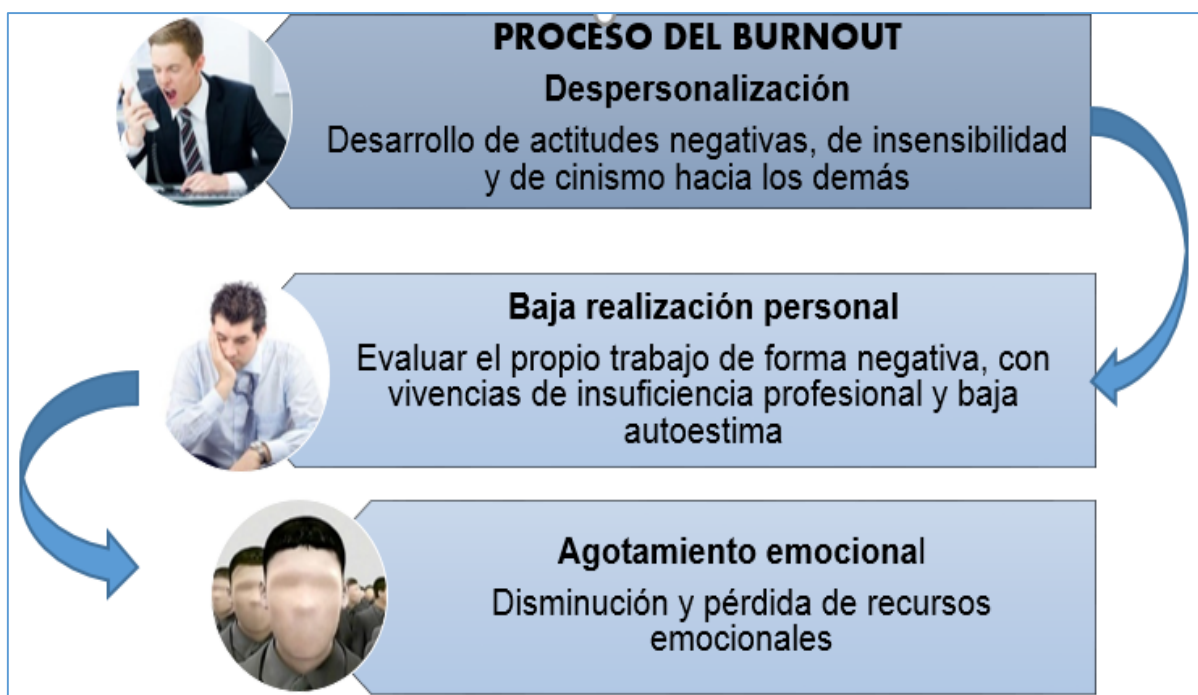 PROCESO DEL BURNOUT
Despersonalización
Desarrollo de actitudes negativas, de insensibilidad
y de cinismo hacia los demás
Baja realización personal
Evaluar el propio trabajo de forma negativa, con
vivencias de insuficiencia profesional y baja
autoestima
Agotamiento emocional
Disminución y pérdida de recursos
emocionales